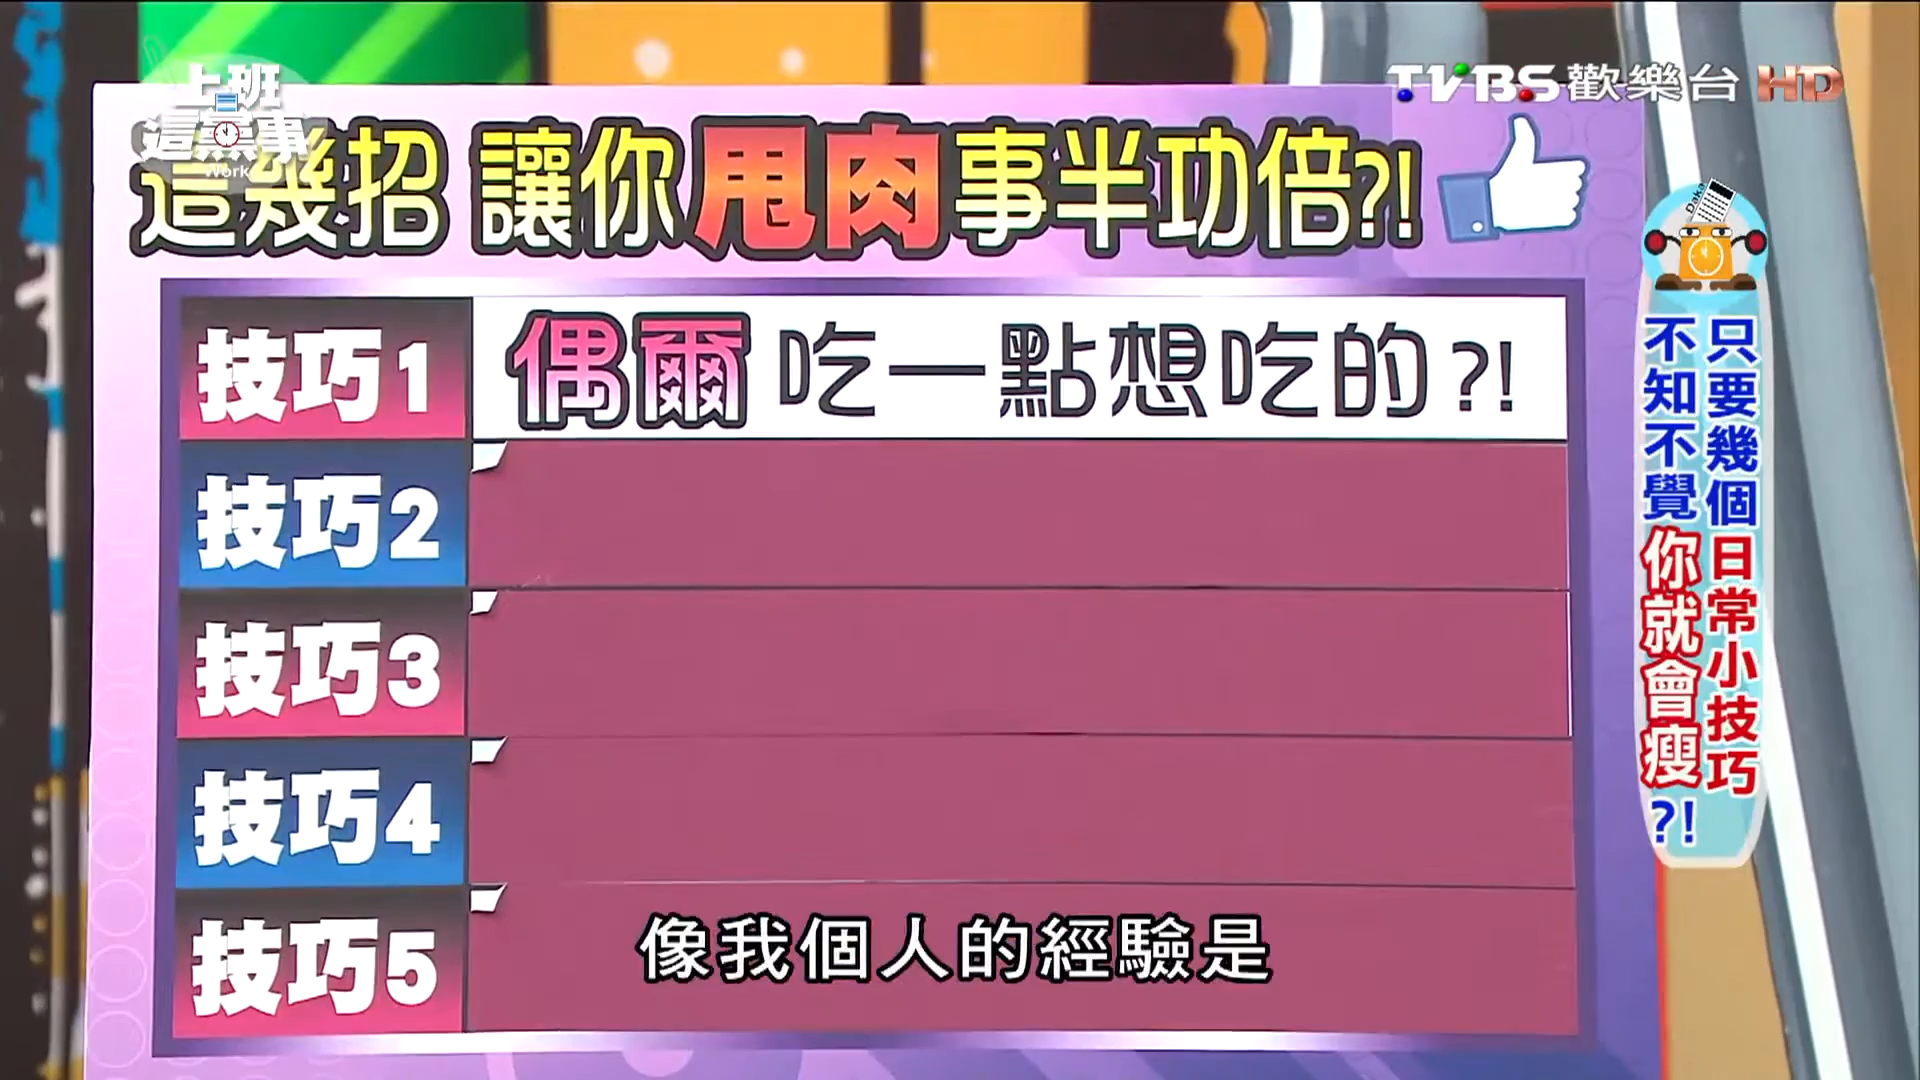 上班
這黨事
Work
TVBS歡樂台 HD
這幾招 讓你甩肉事半功倍?!
技巧1 偶爾吃一點想吃的?!
技巧2
技巧3
技巧4
技巧5
只要幾個日常小技巧
不知不覺你就會瘦?!
像我個人的經驗是